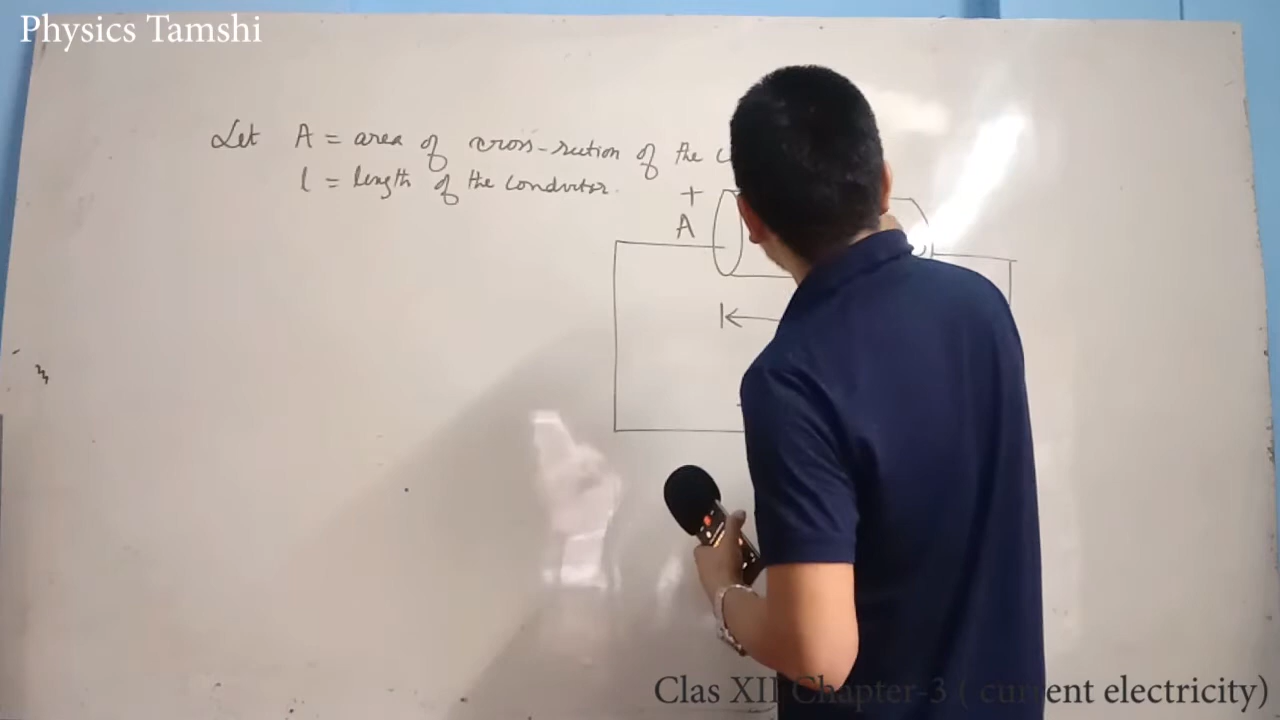 Physics Tamshi
Let A = area of cross-section of the
l = length of the conductor.
+
A
Clas XII Chapter-3 ( current electricity)